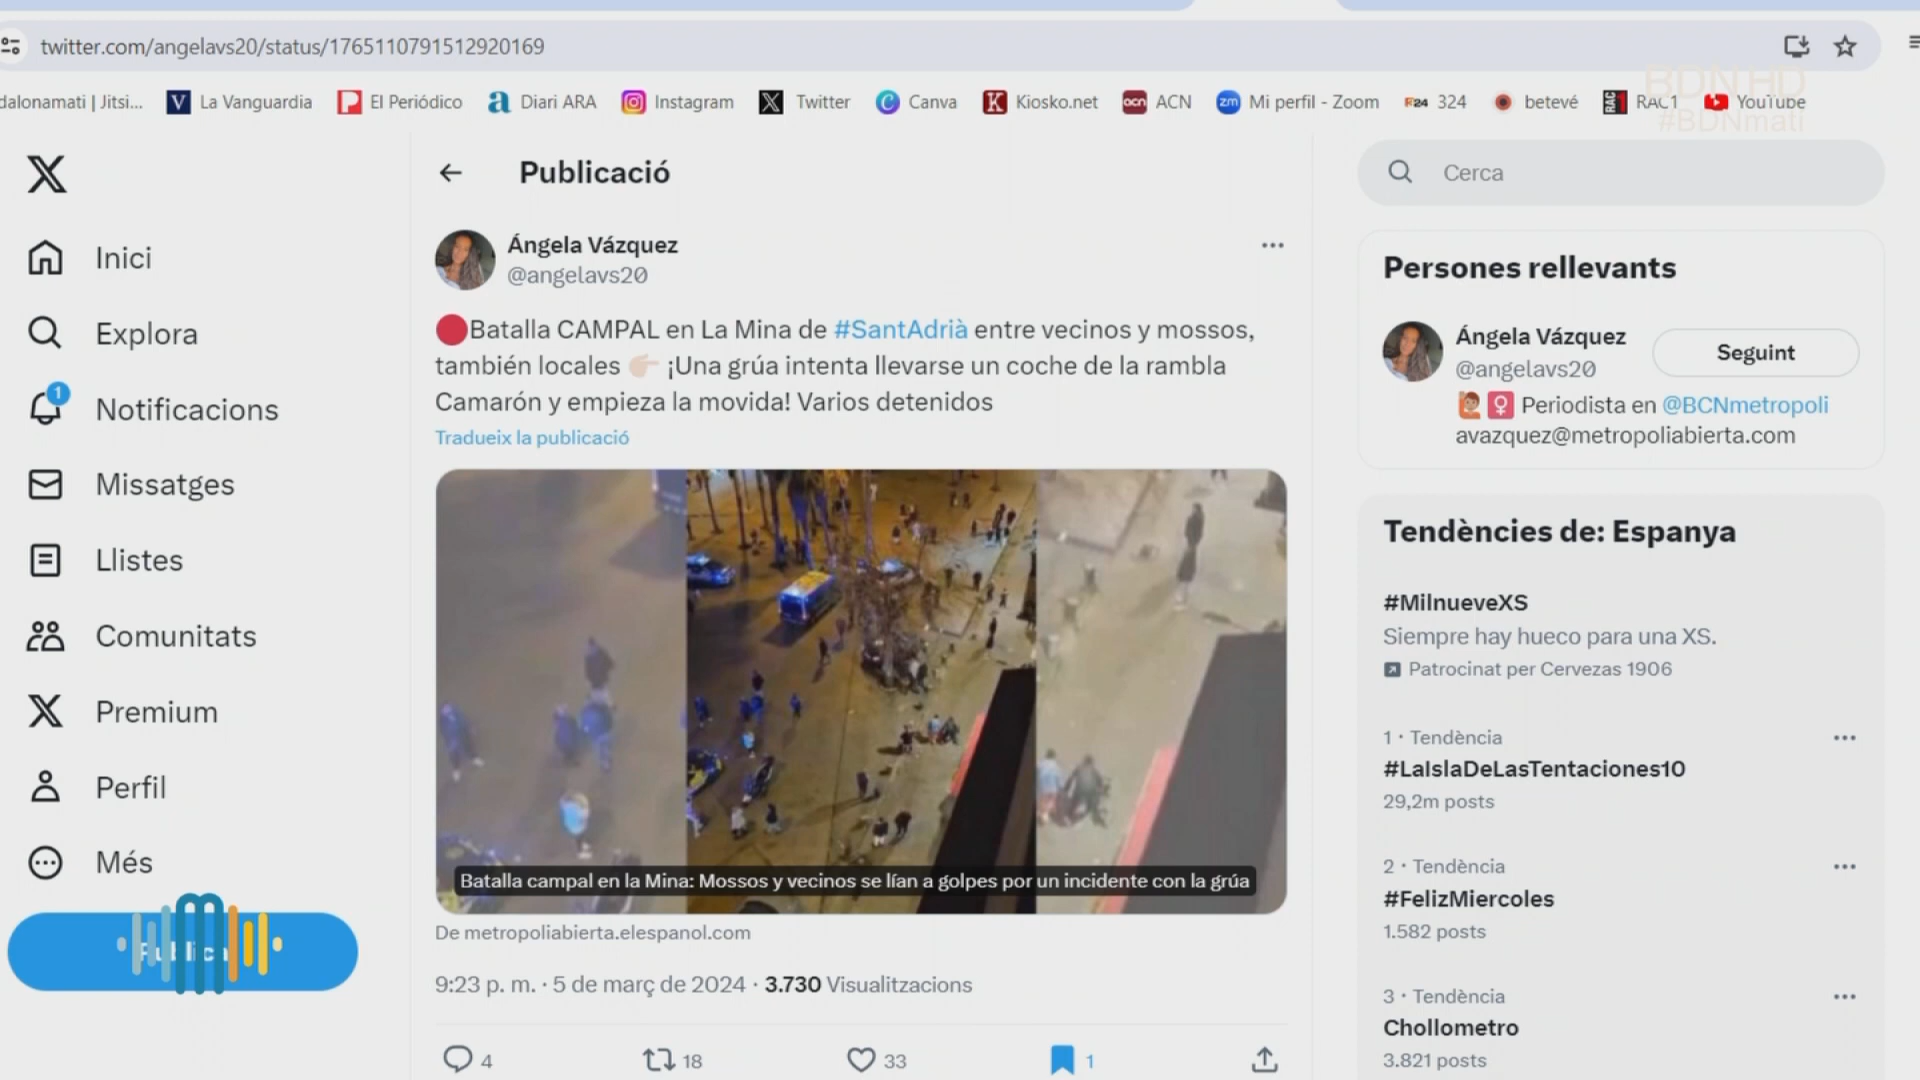 twitter.com/angelavs20/status/1765110791512920169
dalonamati | Jitsi...
La Vanguardia
El Periódico
Diari ARA
Instagram
Twitter
Canva
Kiosko.net
ACN
Mi perfil - Zoom
324
betevé
RAC1
YouTube
BDN HD
#BDNmatí
Inici
Explora
1
Notificacions
Missatges
Llistes
Comunitats
Premium
Perfil
Més
Publicació
Ángela Vázquez
@angelavs20
Batalla CAMPAL en La Mina de #SantAdrià entre vecinos y mossos,
también locales ¡Una grúa intenta llevarse un coche de la rambla
Camarón y empieza la movida! Varios detenidos
Tradueix la publicació
Batalla campal en la Mina: Mossos y vecinos se lían a golpes por un incidente con la grúa
De metropoliabierta.elespanol.com
9:23 p. m. · 5 de març de 2024 · 3.730 Visualitzacions
4
18
33
1
Cerca
Persones rellevants
Ángela Vázquez
@angelavs20
Seguint
Periodista en @BCNmetropoli
avazquez@metropoliabierta.com
Tendències de: Espanya
#MilnueveXS
Siempre hay hueco para una XS.
Patrocinat per Cervezas 1906
1 · Tendència
#LaIslaDeLasTentaciones10
29,2m posts
2 · Tendència
#FelizMiercoles
1.582 posts
3 · Tendència
Chollometro
3.821 posts